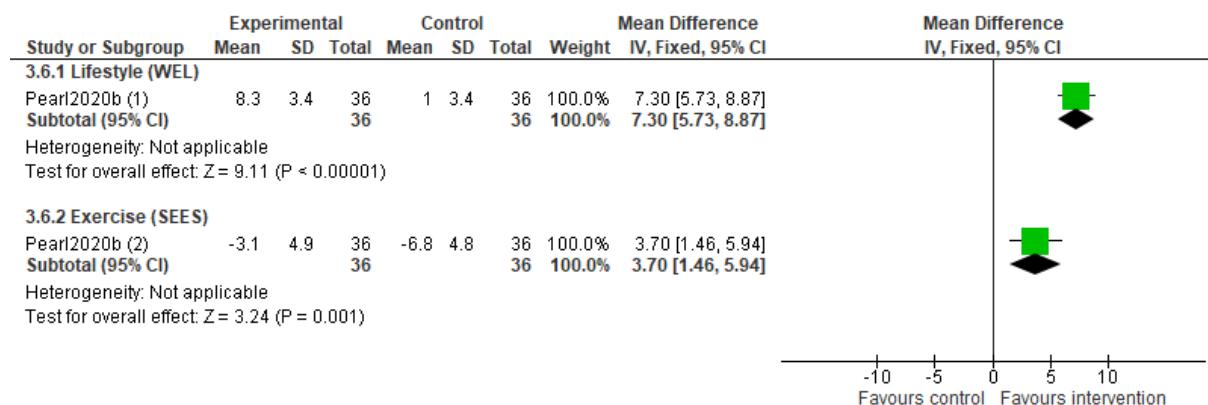 Experimental Control Mean Difference Mean Difference
Study or Subgroup Mean SD Total Mean SD Total Weight IV, Fixed, 95% CI IV, Fixed, 95% CI
3.6.1 Lifestyle (WEL)
Pearl2020b (1) 8.3 3.4 36 1 3.4 36 100.0% 7.30 [5.73, 8.87]
Subtotal (95% CI) 36 36 100.0% 7.30 [5.73, 8.87]
Heterogeneity: Not applicable
Test for overall effect: Z = 9.11 (P < 0.00001)
3.6.2 Exercise (SEES)
Pearl2020b (2) -3.1 4.9 36 -6.8 4.8 36 100.0% 3.70 [1.46, 5.94]
Subtotal (95% CI) 36 36 100.0% 3.70 [1.46, 5.94]
Heterogeneity: Not applicable
Test for overall effect: Z = 3.24 (P = 0.001)
-10 -5 0 5 10
Favours control Favours intervention